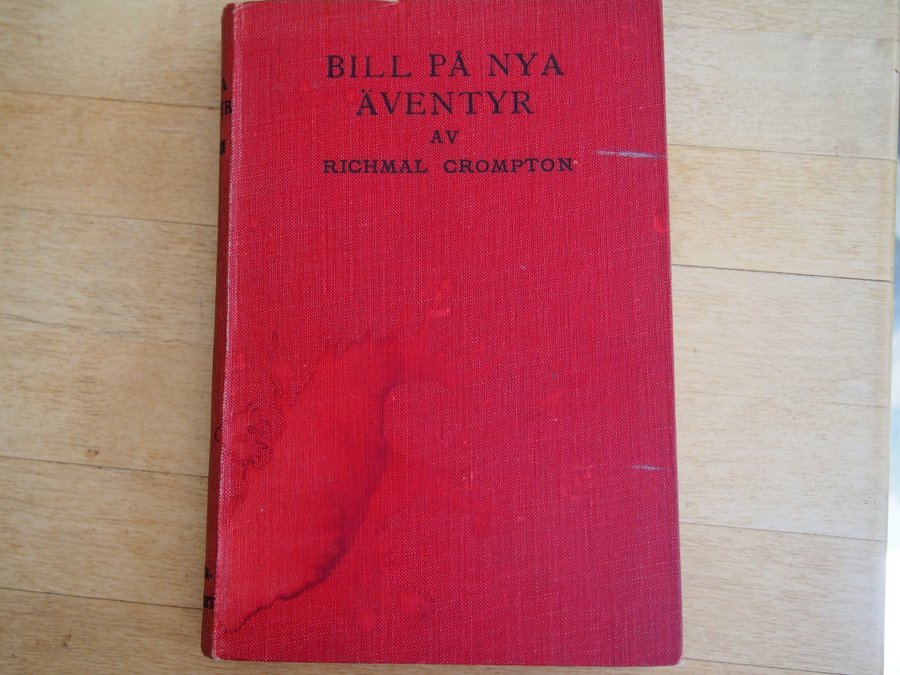 BILL PÅ NYA
ÄVENTYR
AV
RICHMAL CROMPTON